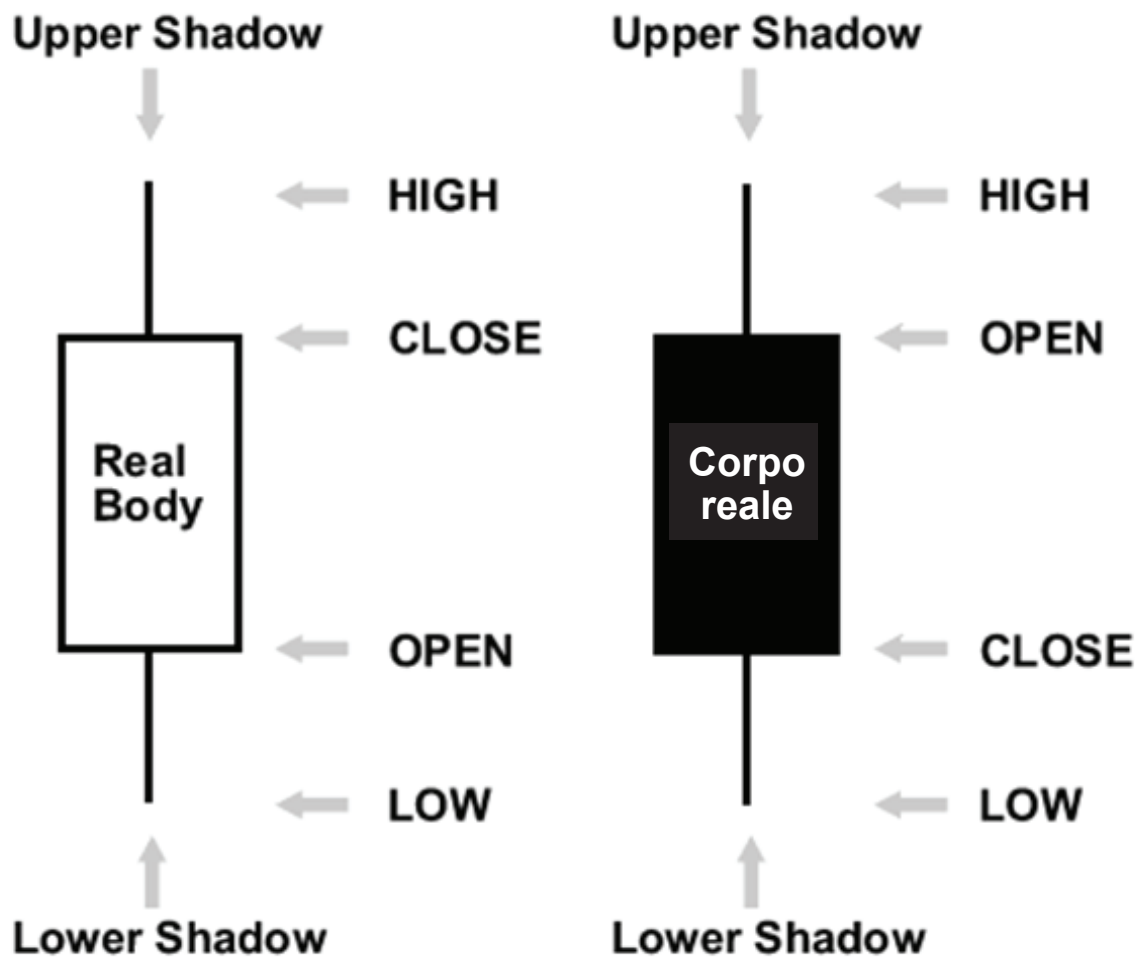 Upper Shadow
HIGH
CLOSE
Real
Body
OPEN
LOW
Lower Shadow
Upper Shadow
HIGH
OPEN
Corpo
reale
CLOSE
LOW
Lower Shadow